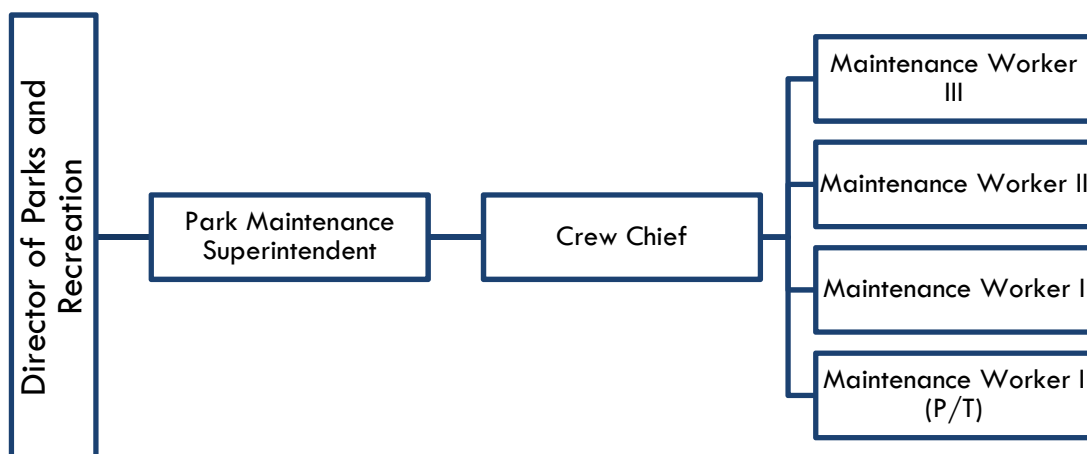 Director of Parks and
Recreation
Park Maintenance
Superintendent
Crew Chief
Maintenance Worker
III
Maintenance Worker II
Maintenance Worker I
Maintenance Worker I
(P/T)